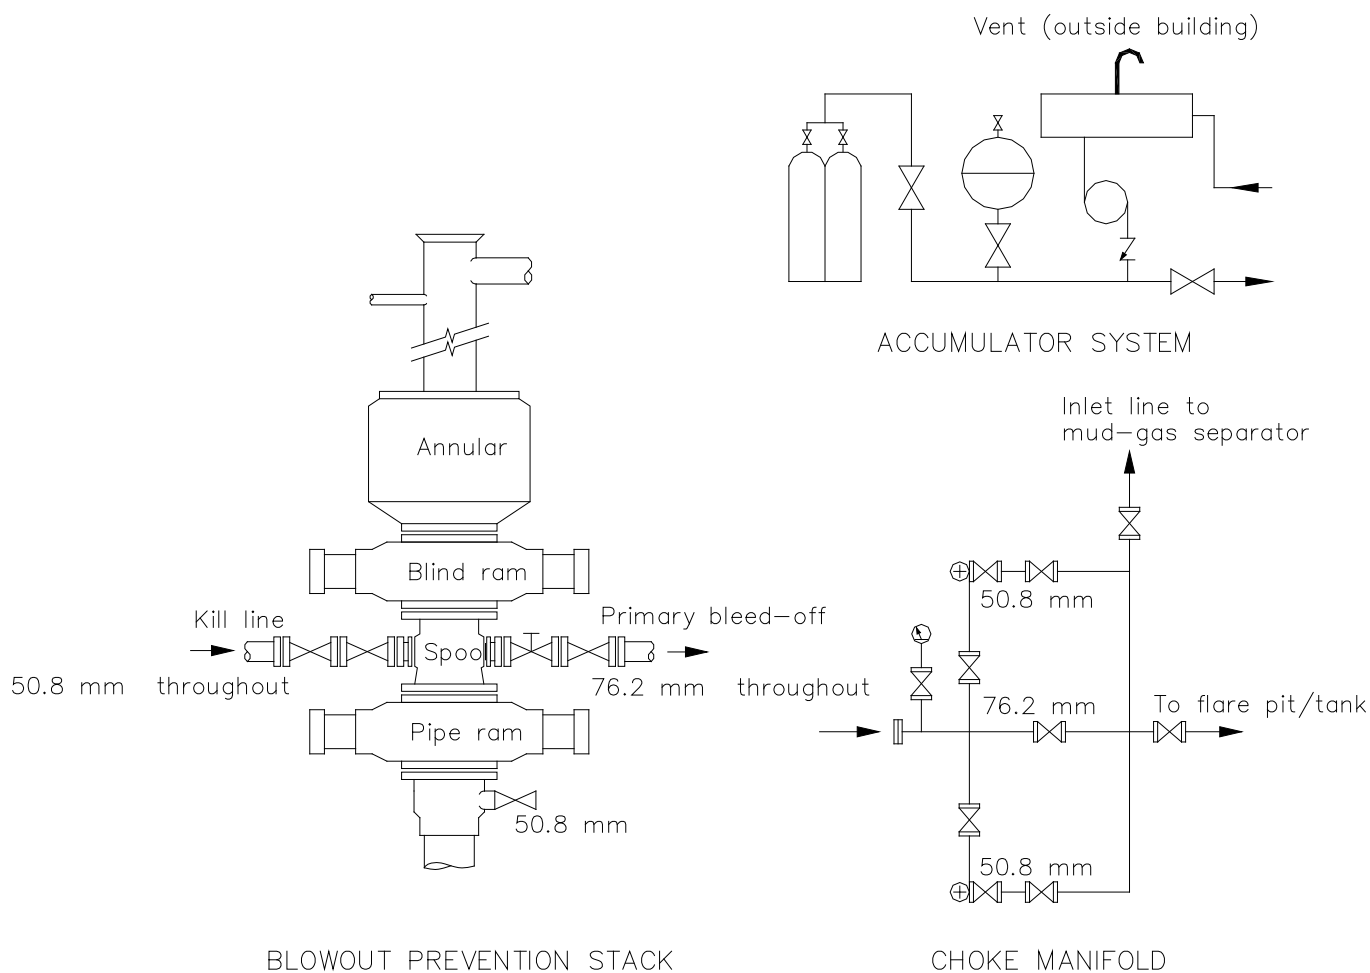 Vent (outside building)
ACCUMULATOR SYSTEM
Inlet line to
mud-gas separator
Annular
Blind ram
50.8 mm
Kill line
Primary bleed-off
Spoo
50.8 mm throughout
76.2 mm throughout
76.2 mm
To flare pit/tank
Pipe ram
50.8 mm
50.8 mm
BLOWOUT PREVENTION STACK
CHOKE MANIFOLD